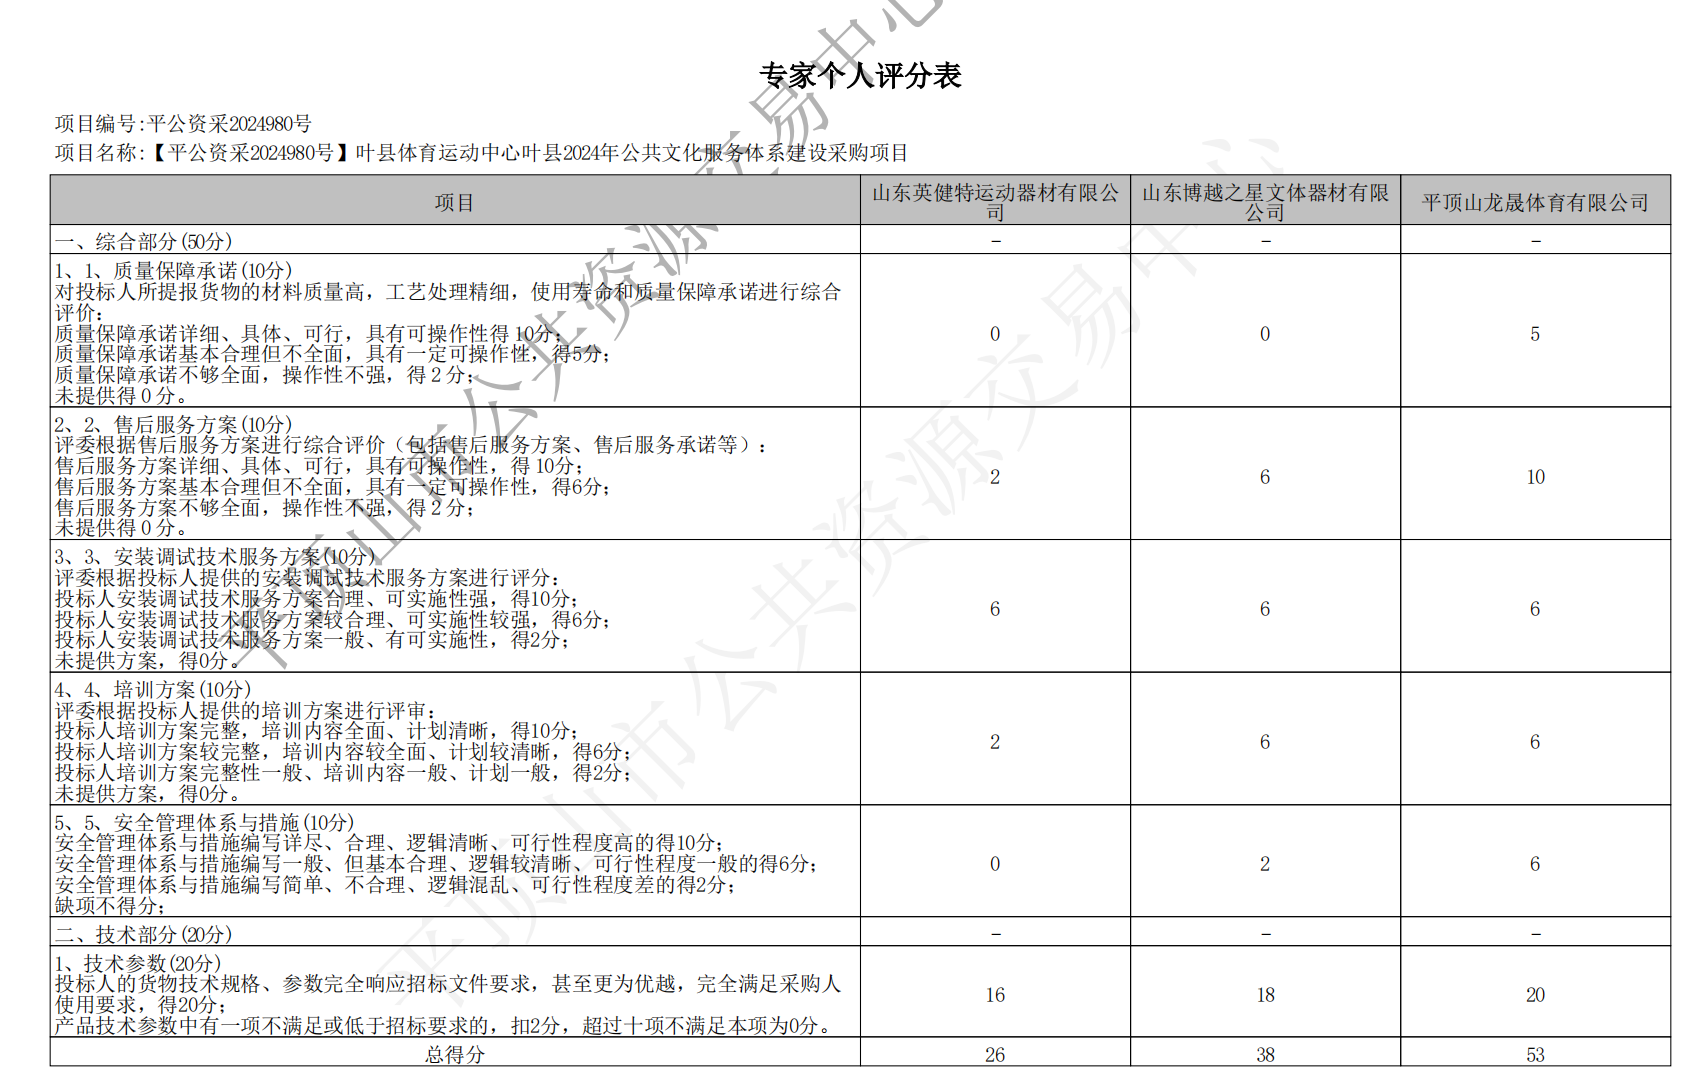 专家个人评分表
项目编号:平公资采2024980号
项目名称:【平公资采2024980号】叶县体育运动中心叶县2024年公共文化服务体系建设采购项目
项目
山东英健特运动器材有限公
司
山东博越之星文体器材有限
公司
平顶山龙晟体育有限公司
一、综合部分(50分)
-
-
-
1、1、质量保障承诺(10分)
对投标人所提报货物的材料质量高，工艺处理精细，使用寿命和质量保障承诺进行综合
评价：
质量保障承诺详细、具体、可行，具有可操作性得 10分；
质量保障承诺基本合理但不全面，具有一定可操作性，得5分；
质量保障承诺不够全面，操作性不强，得 2 分；
未提供得 0 分。
0
0
5
2、2、售后服务方案(10分)
评委根据售后服务方案进行综合评价（包括售后服务方案、售后服务承诺等）：
售后服务方案详细、具体、可行，具有可操作性，得 10分；
售后服务方案基本合理但不全面，具有一定可操作性，得6分；
售后服务方案不够全面，操作性不强，得 2 分；
未提供得 0 分。
2
6
10
3、3、安装调试技术服务方案(10分)
评委根据投标人提供的安装调试技术服务方案进行评分：
投标人安装调试技术服务方案合理、可实施性强，得10分；
投标人安装调试技术服务方案较合理、可实施性较强，得6分；
投标人安装调试技术服务方案一般、有可实施性，得2分；
未提供方案，得0分。
6
6
6
4、4、培训方案(10分)
评委根据投标人提供的培训方案进行评审：
投标人培训方案完整，培训内容全面、计划清晰，得10分；
投标人培训方案较完整，培训内容较全面、计划较清晰，得6分；
投标人培训方案完整性一般、培训内容一般、计划一般，得2分；
未提供方案，得0分。
2
6
6
5、5、安全管理体系与措施(10分)
安全管理体系与措施编写详尽、合理、逻辑清晰、可行性程度高的得10分；
安全管理体系与措施编写一般、但基本合理、逻辑较清晰、可行性程度一般的得6分；
安全管理体系与措施编写简单、不合理、逻辑混乱、可行性程度差的得2分；
缺项不得分；
0
2
6
二、技术部分(20分)
-
-
-
1、技术参数(20分)
投标人的货物技术规格、参数完全响应招标文件要求，甚至更为优越，完全满足采购人
使用要求，得20分；
产品技术参数中有一项不满足或低于招标要求的，扣2分，超过十项不满足本项为0分。
16
18
20
总得分
26
38
53
平顶山市公共资源交易中心
平顶山市公共资源交易中心